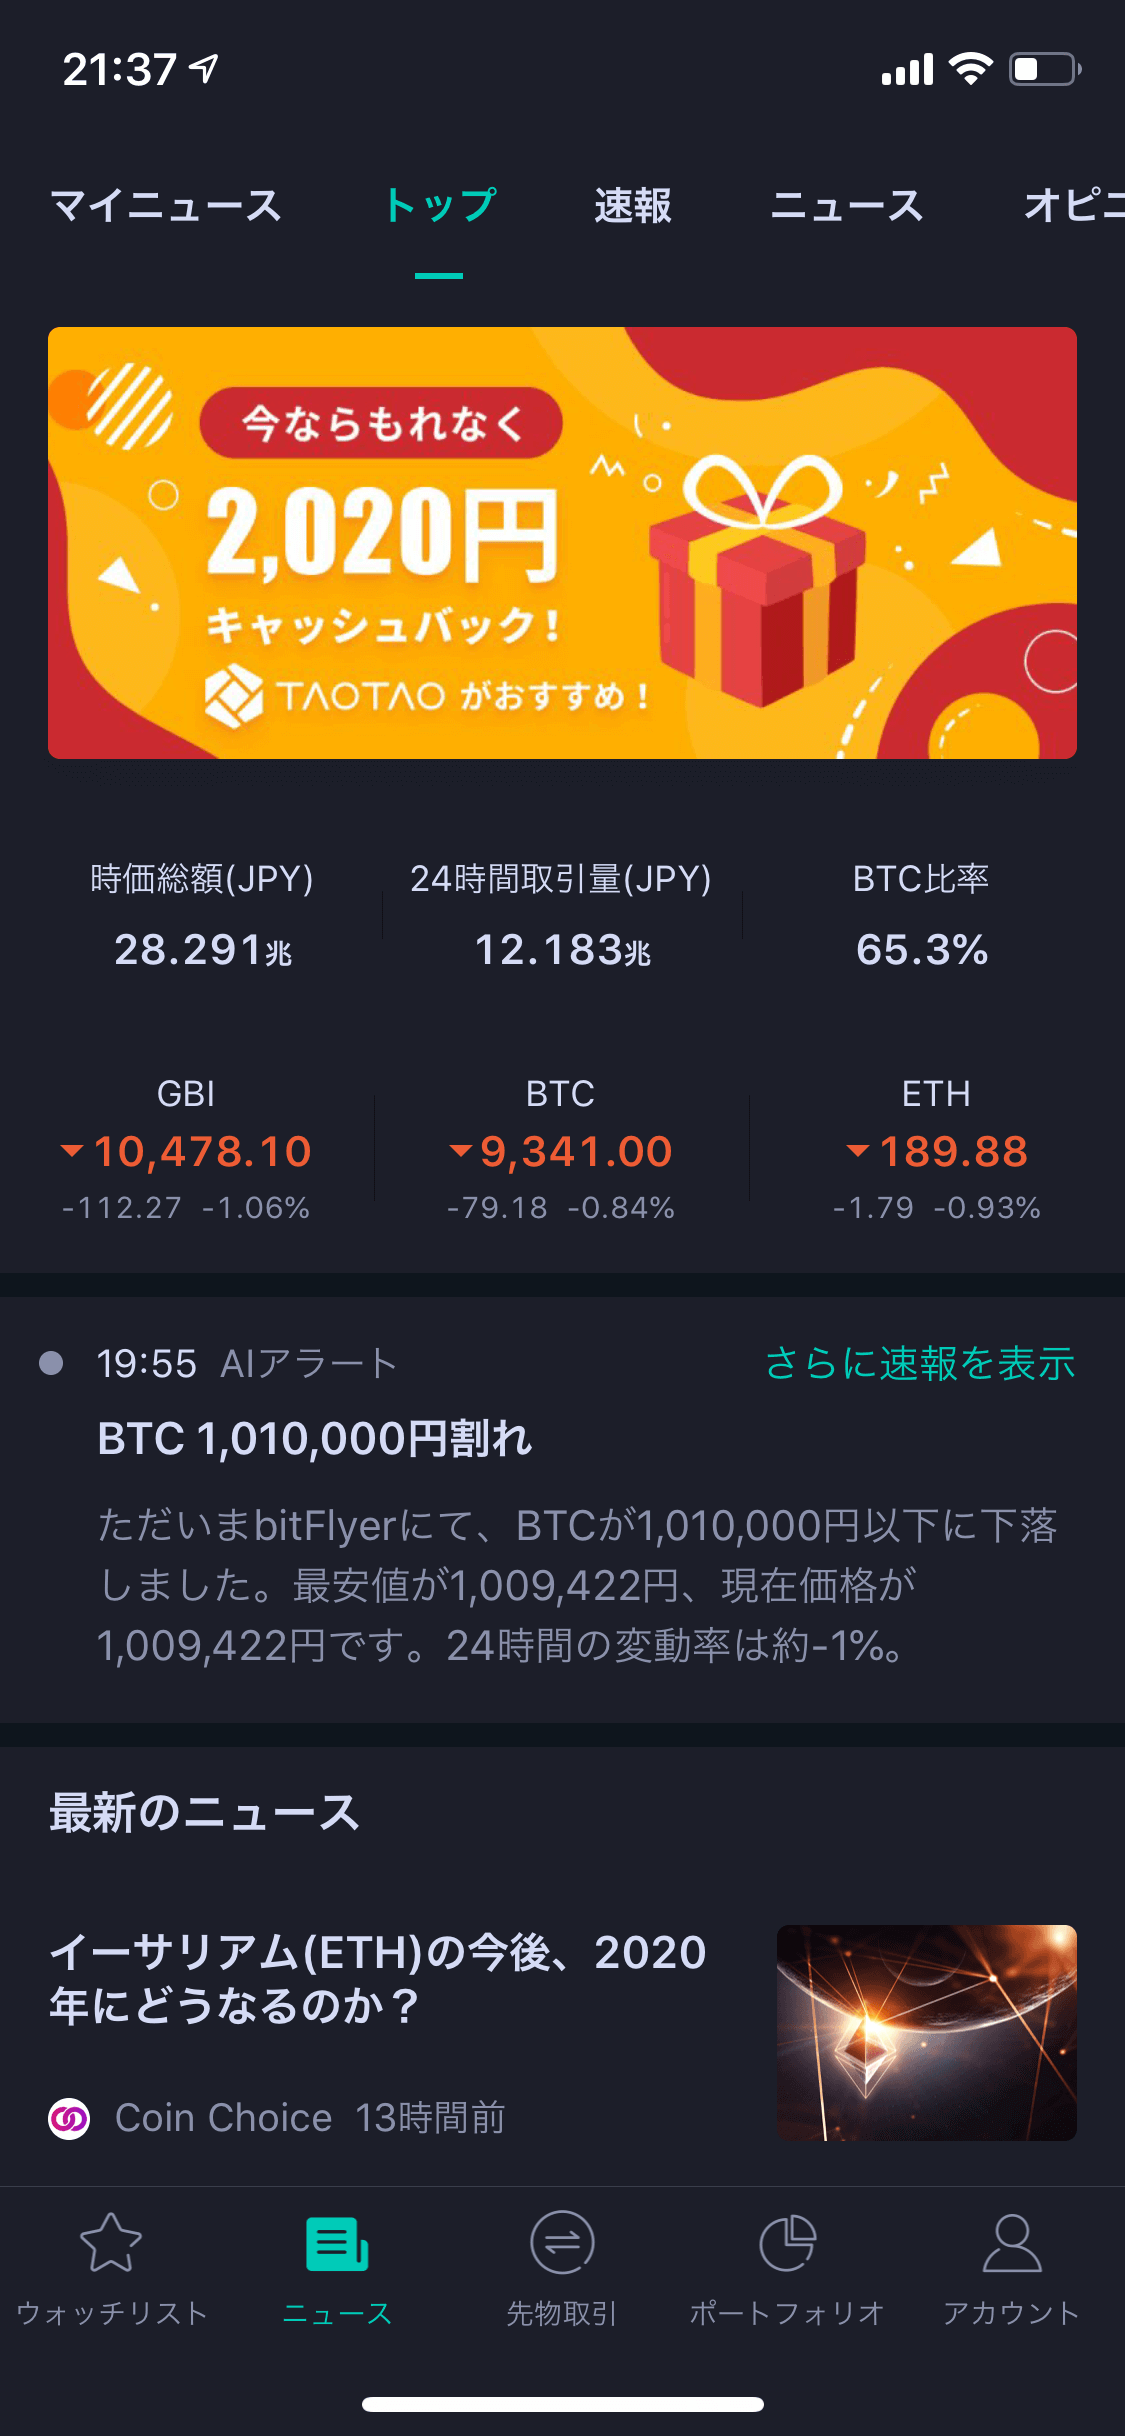 21:37
マイニュース トップ 速報 ニュース オピニ
今ならもれなく
2,020円
キャッシュバック!
TAOTAO がおすすめ!
時価総額(JPY) 24時間取引量(JPY) BTC比率
28.291兆 12.183兆 65.3%
GBI BTC ETH
10,478.10 9,341.00 189.88
-112.27 -1.06% -79.18 -0.84% -1.79 -0.93%
19:55 AIアラート さらに速報を表示
BTC 1,010,000円割れ
ただいまbitFlyerにて、BTCが1,010,000円以下に下落
しました。最安値が1,009,422円、現在価格が
1,009,422円です。24時間の変動率は約-1%。
最新のニュース
イーサリアム(ETH)の今後、2020
年にどうなるのか？
Coin Choice 13時間前
ウォッチリスト ニュース 先物取引 ポートフォリオ アカウント